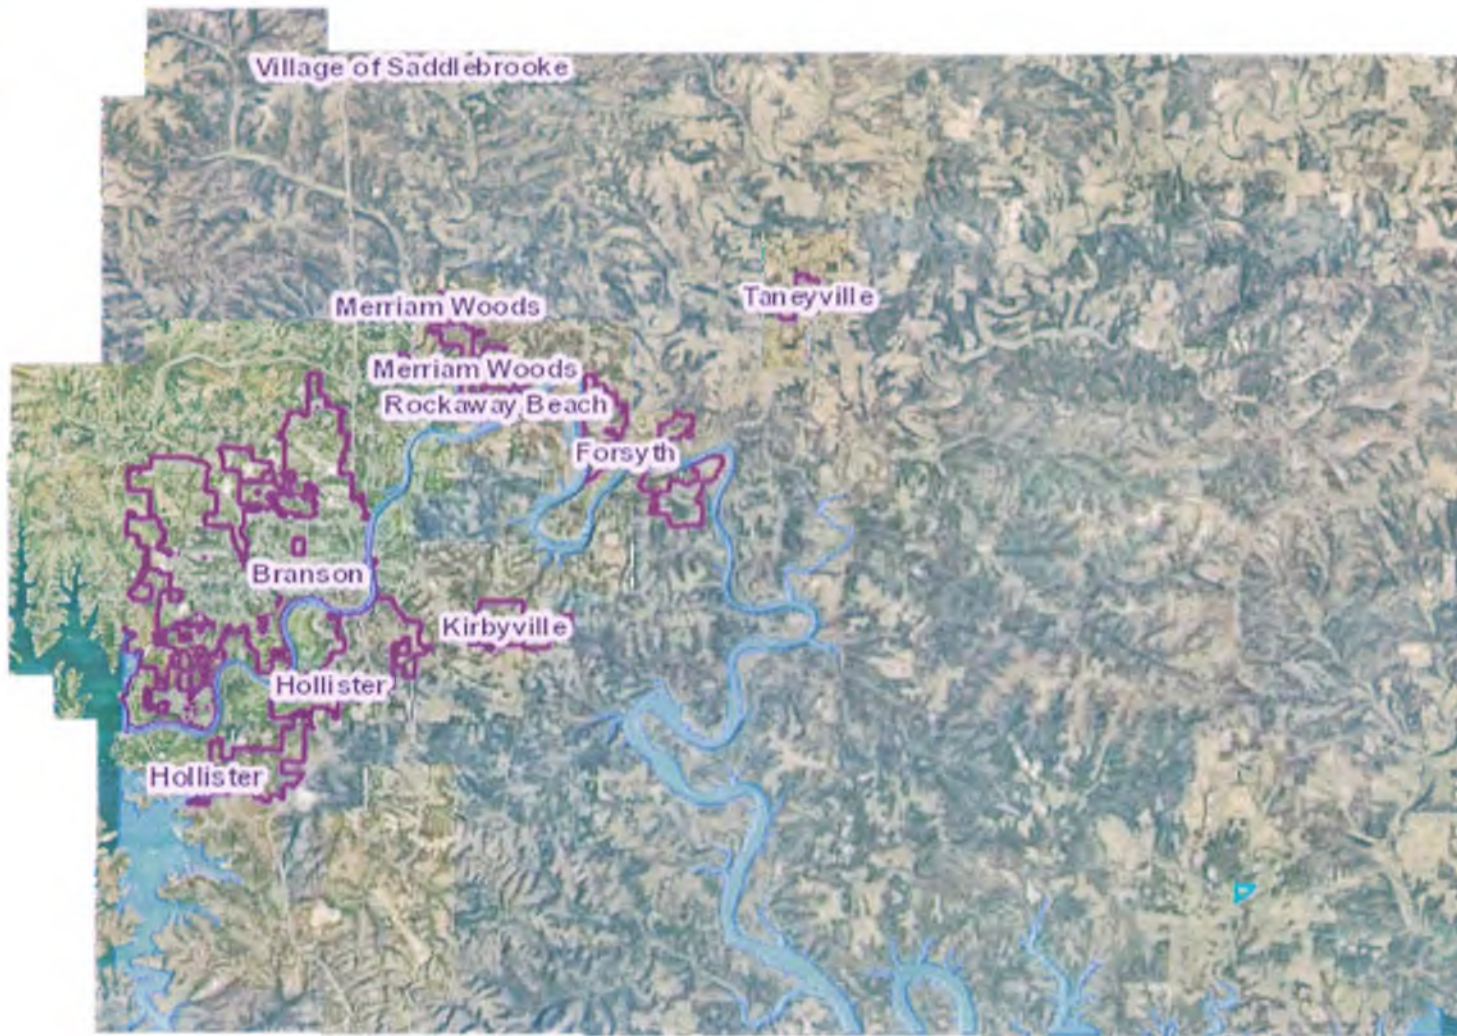 Village of Saddlebrooke
Taneyville
Merriam Woods
Merriam Woods
Rockaway Beach
Forsyth
Branson
Kirbyville
Hollister
Hollister